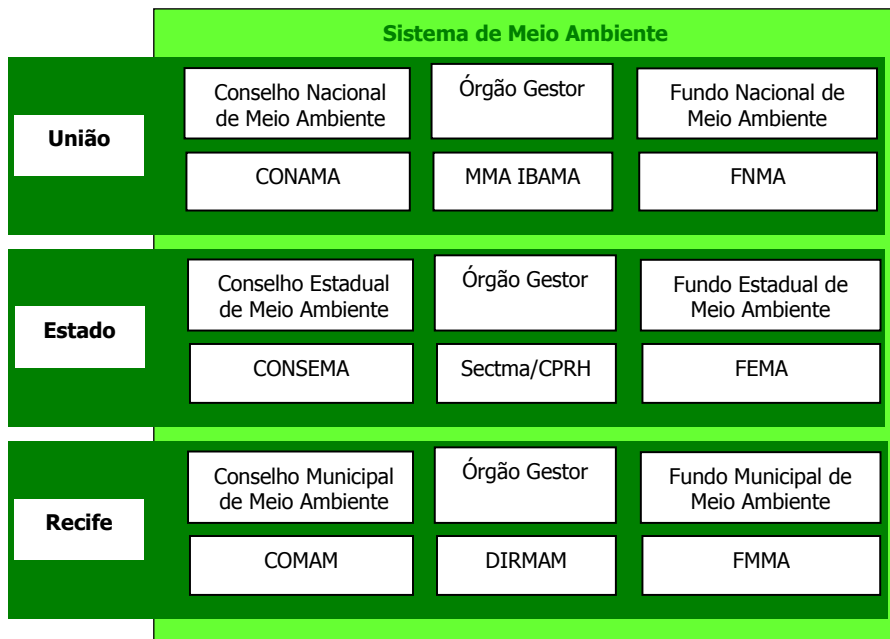 Sistema de Meio Ambiente
União
Conselho Nacional
de Meio Ambiente
Órgão Gestor
Fundo Nacional de
Meio Ambiente
CONAMA
MMA IBAMA
FNMA
Estado
Conselho Estadual
de Meio Ambiente
Órgão Gestor
Fundo Estadual de
Meio Ambiente
CONSEMA
Sectma/CPRH
FEMA
Recife
Conselho Municipal
de Meio Ambiente
Órgão Gestor
Fundo Municipal de
Meio Ambiente
COMAM
DIRMAM
FMMA